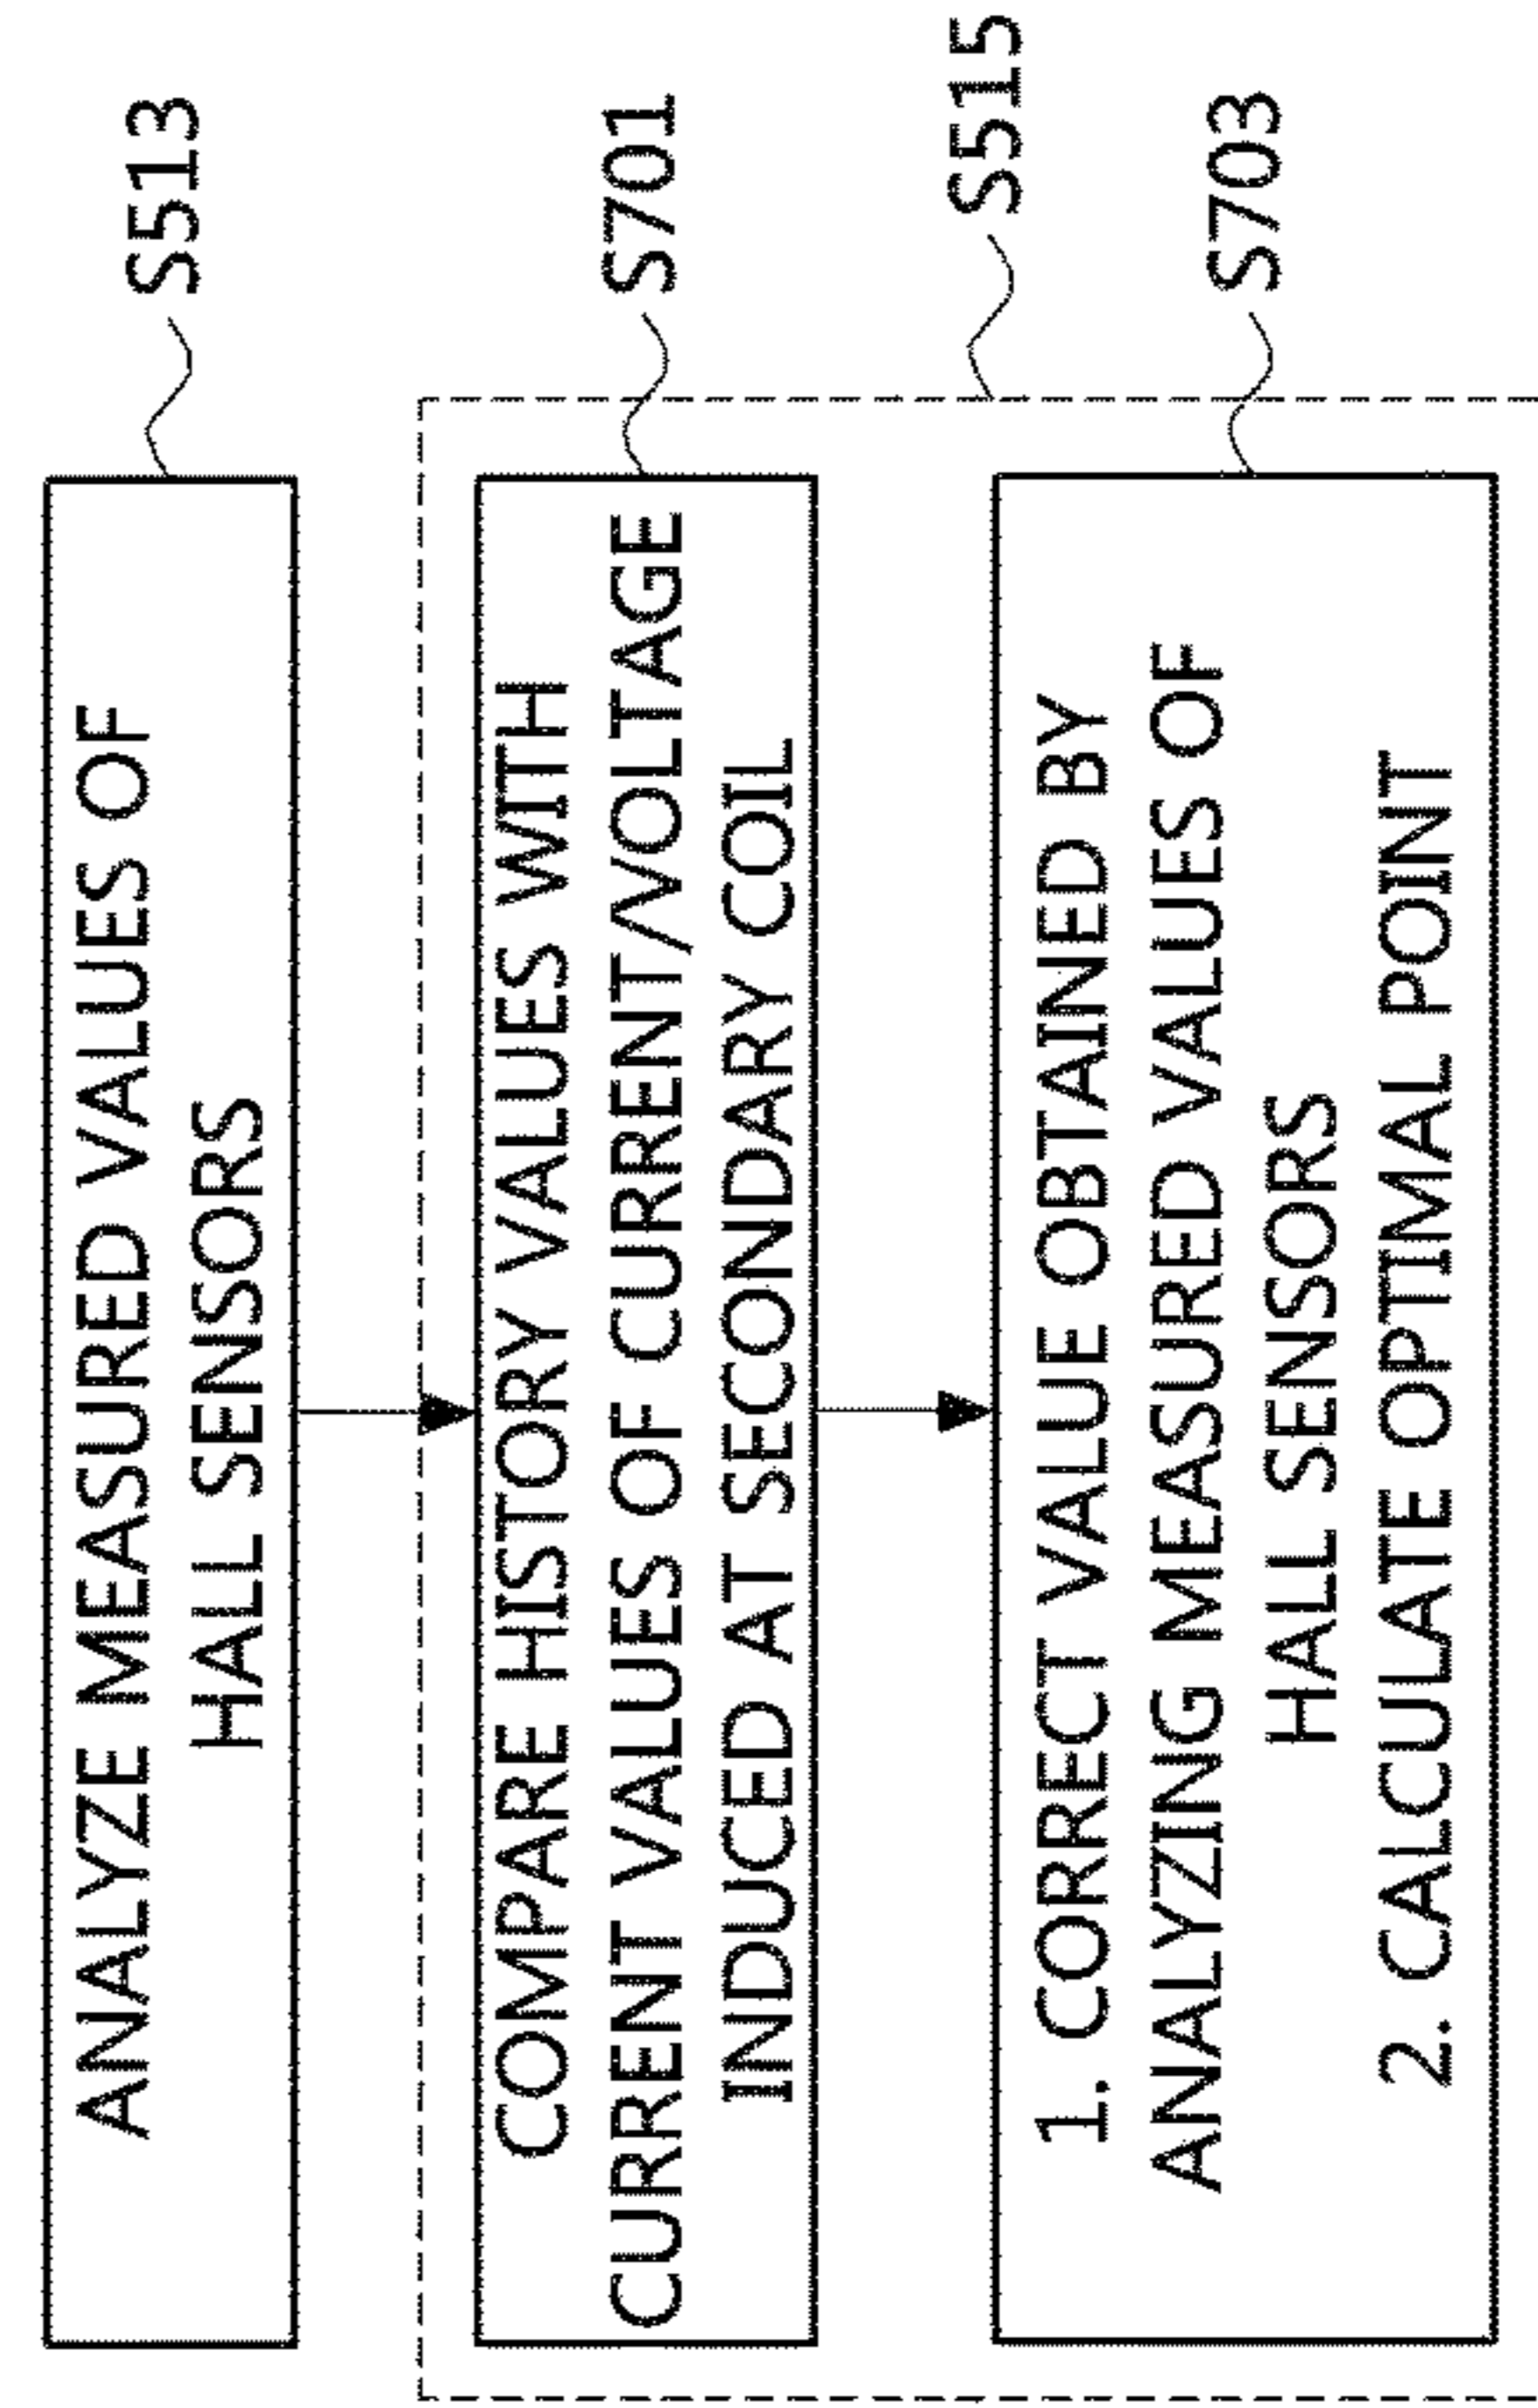 ANALYZE MEASURED VALUES OF
HALL SENSORS
S513
COMPARE HISTORY VALUES WITH
CURRENT VALUES OF CURRENT/VOLTAGE
INDUCED AT SECONDARY COIL
S701
S515
1. CORRECT VALUE OBTAINED BY
ANALYZING MEASURED VALUES OF
HALL SENSORS
2. CALCULATE OPTIMAL POINT
S703